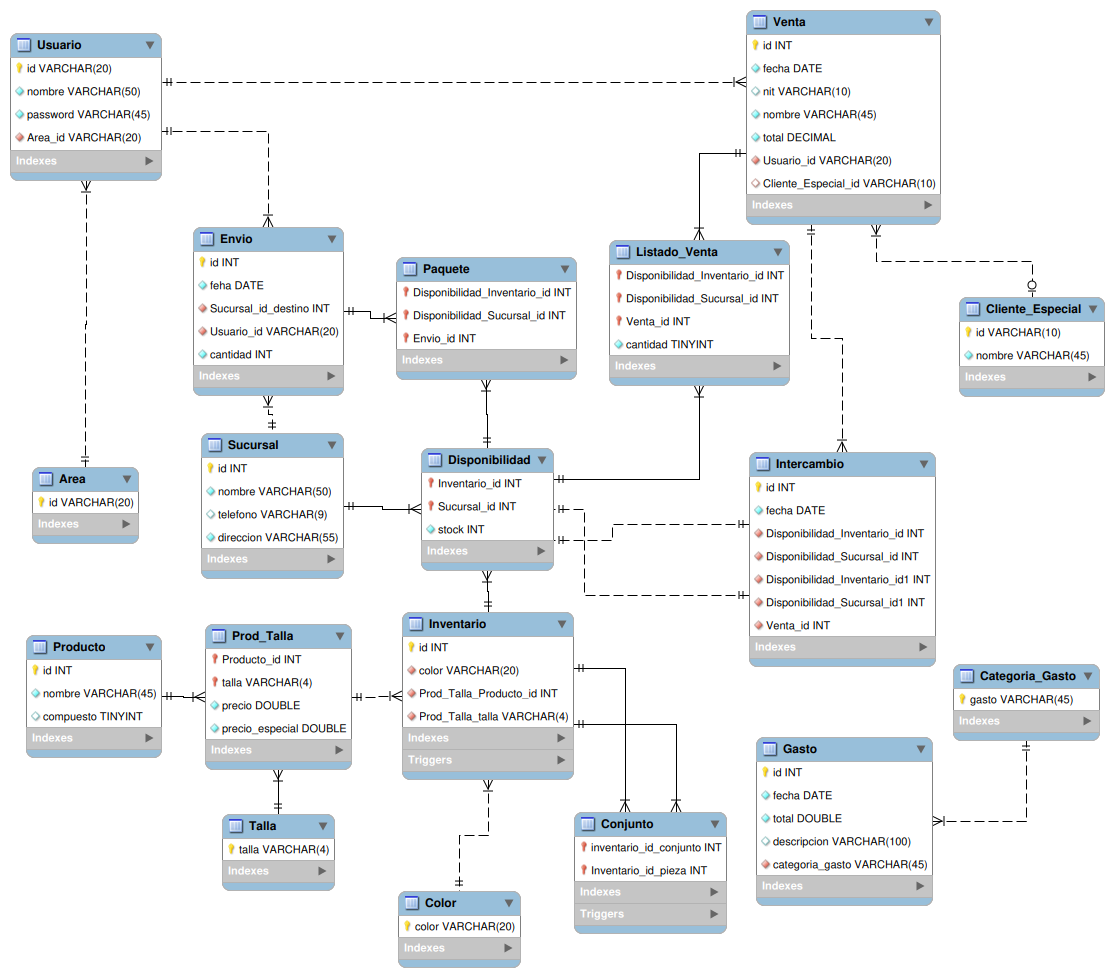 Usuario
id VARCHAR(20)
nombre VARCHAR(50)
password VARCHAR(45)
Area_id VARCHAR(20)
Indexes
Venta
id INT
fecha DATE
nit VARCHAR(10)
nombre VARCHAR(45)
total DECIMAL
Usuario_id VARCHAR(20)
Cliente_Especial_id VARCHAR(10)
Indexes
Envio
id INT
feha DATE
Sucursal_id_destino INT
Usuario_id VARCHAR(20)
cantidad INT
Indexes
Paquete
Disponibilidad_Inventario_id INT
Disponibilidad_Sucursal_id INT
Envio_id INT
Indexes
Listado_Venta
Disponibilidad_Inventario_id INT
Disponibilidad_Sucursal_id INT
Venta_id INT
cantidad TINYINT
Indexes
Cliente_Especial
id VARCHAR(10)
nombre VARCHAR(45)
Indexes
Area
id VARCHAR(20)
Indexes
Sucursal
id INT
nombre VARCHAR(50)
telefono VARCHAR(9)
direccion VARCHAR(55)
Indexes
Disponibilidad
Inventario_id INT
Sucursal_id INT
stock INT
Indexes
Intercambio
id INT
fecha DATE
Disponibilidad_Inventario_id INT
Disponibilidad_Sucursal_id INT
Disponibilidad_Inventario_id1 INT
Disponibilidad_Sucursal_id1 INT
Venta_id INT
Indexes
Producto
id INT
nombre VARCHAR(45)
compuesto TINYINT
Indexes
Prod_Talla
Producto_id INT
talla VARCHAR(4)
precio DOUBLE
precio_especial DOUBLE
Indexes
Inventario
id INT
color VARCHAR(20)
Prod_Talla_Producto_id INT
Prod_Talla_talla VARCHAR(4)
Indexes
Triggers
Categoria_Gasto
gasto VARCHAR(45)
Indexes
Gasto
id INT
fecha DATE
total DOUBLE
descripcion VARCHAR(100)
categoria_gasto VARCHAR(45)
Indexes
Talla
talla VARCHAR(4)
Indexes
Conjunto
inventario_id_conjunto INT
Inventario_id_pieza INT
Indexes
Triggers
Color
color VARCHAR(20)
Indexes